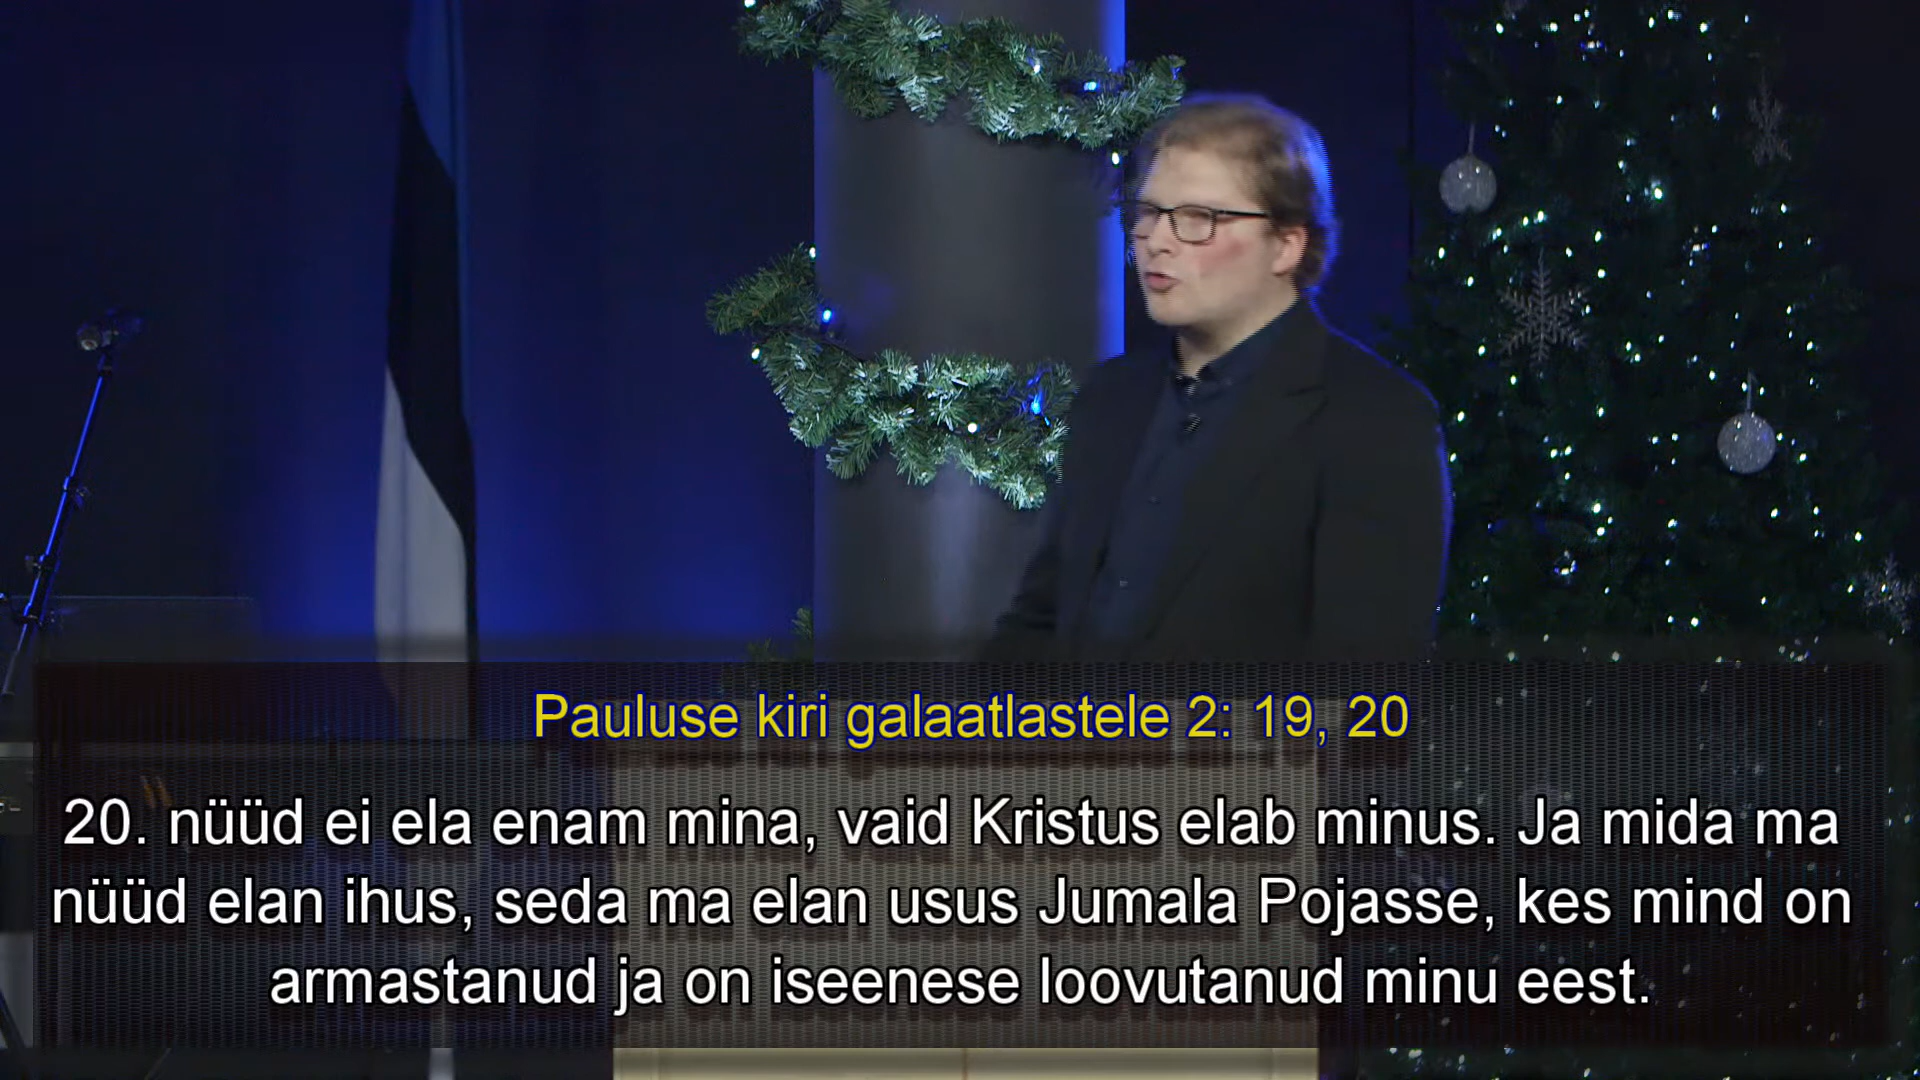 Pauluse kiri galaatlastele 2: 19, 20
20. nüüd ei ela enam mina, vaid Kristus elab minus. Ja mida ma
nüüd elan ihus, seda ma elan usus Jumala Pojasse, kes mind on
armastanud ja on iseenese loovutanud minu eest.